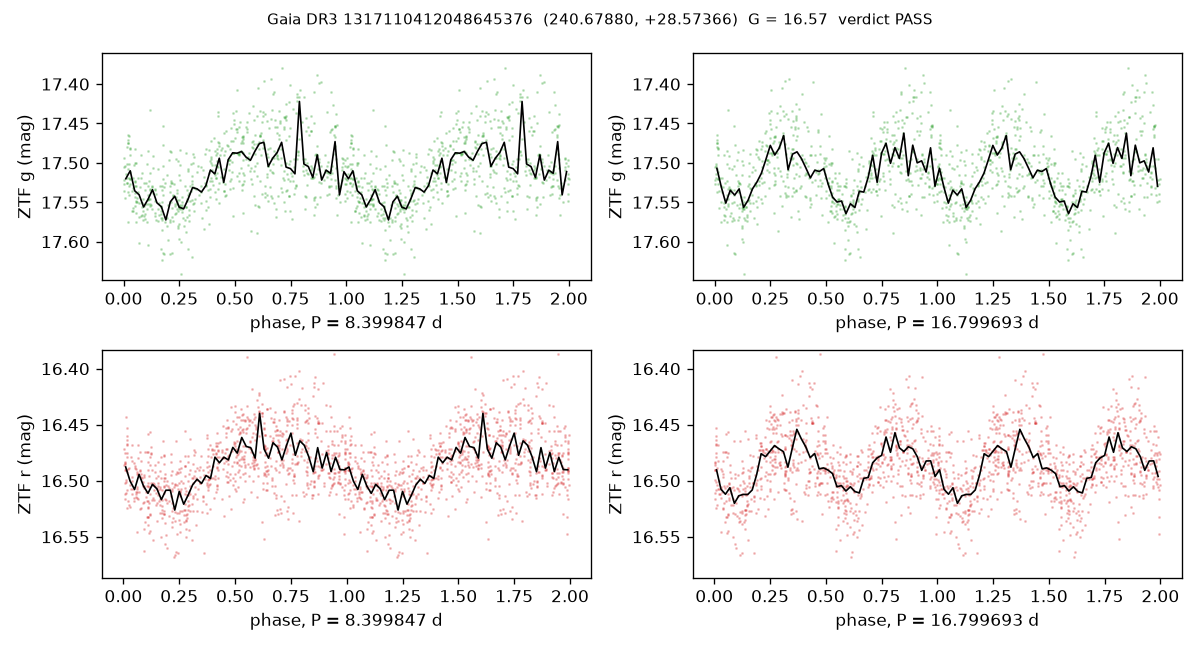 Gaia DR3 1317110412048645376 (240.67880, +28.57366) G = 16.57 verdict PASS
ZTF g (mag)
17.40
17.45
17.50
17.55
17.60
0.00 0.25 0.50 0.75 1.00 1.25 1.50 1.75 2.00
phase, P = 8.399847 d
ZTF g (mag)
17.40
17.45
17.50
17.55
17.60
0.00 0.25 0.50 0.75 1.00 1.25 1.50 1.75 2.00
phase, P = 16.799693 d
ZTF r (mag)
16.40
16.45
16.50
16.55
0.00 0.25 0.50 0.75 1.00 1.25 1.50 1.75 2.00
phase, P = 8.399847 d
ZTF r (mag)
16.40
16.45
16.50
16.55
0.00 0.25 0.50 0.75 1.00 1.25 1.50 1.75 2.00
phase, P = 16.799693 d